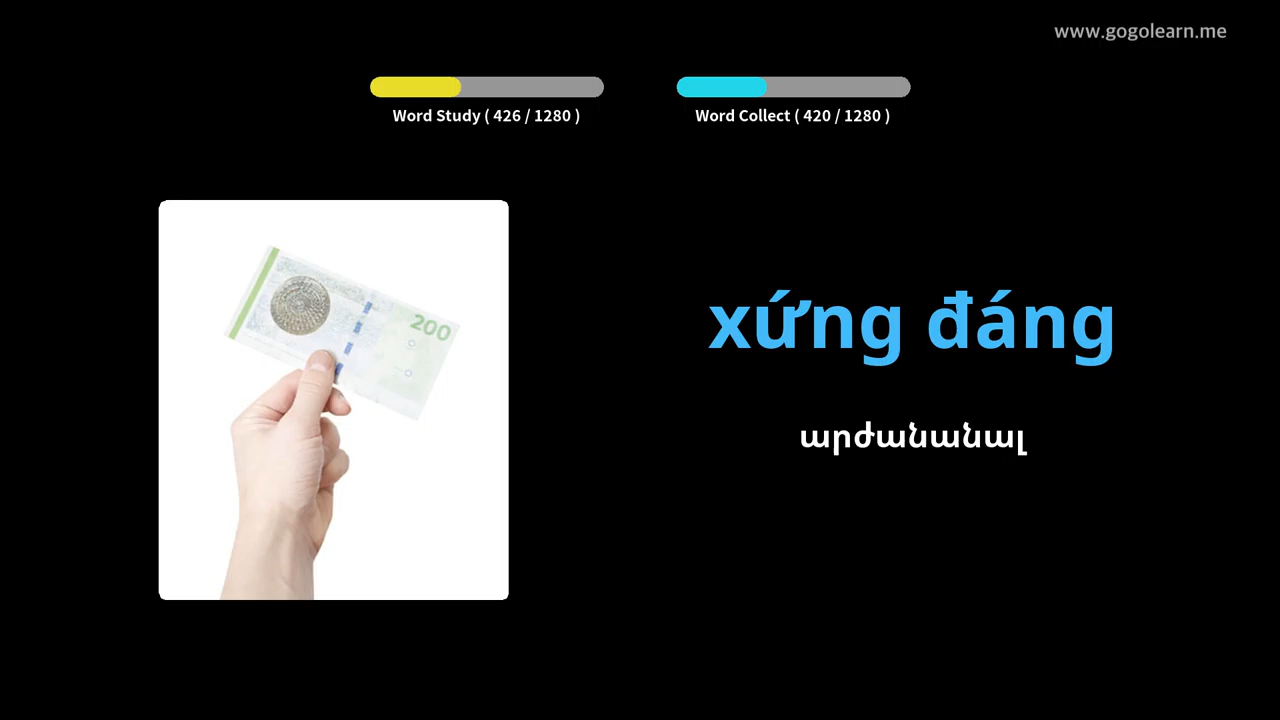 www.gogolearn.me
Word Study ( 426 / 1280 )
Word Collect ( 420 / 1280 )
200
xứng đáng
արժանանալ